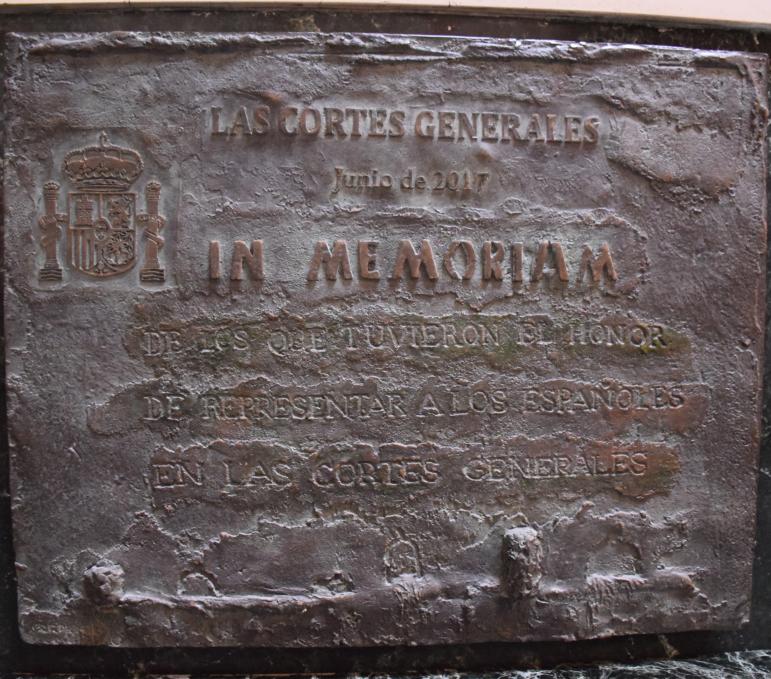 LAS CORTES GENERALES
Junio de 2017
IN MEMORIAM
DE LOS QUE TUVIERON EL HONOR
DE REPRESENTAR A LOS ESPAÑOLES
EN LAS CORTES GENERALES